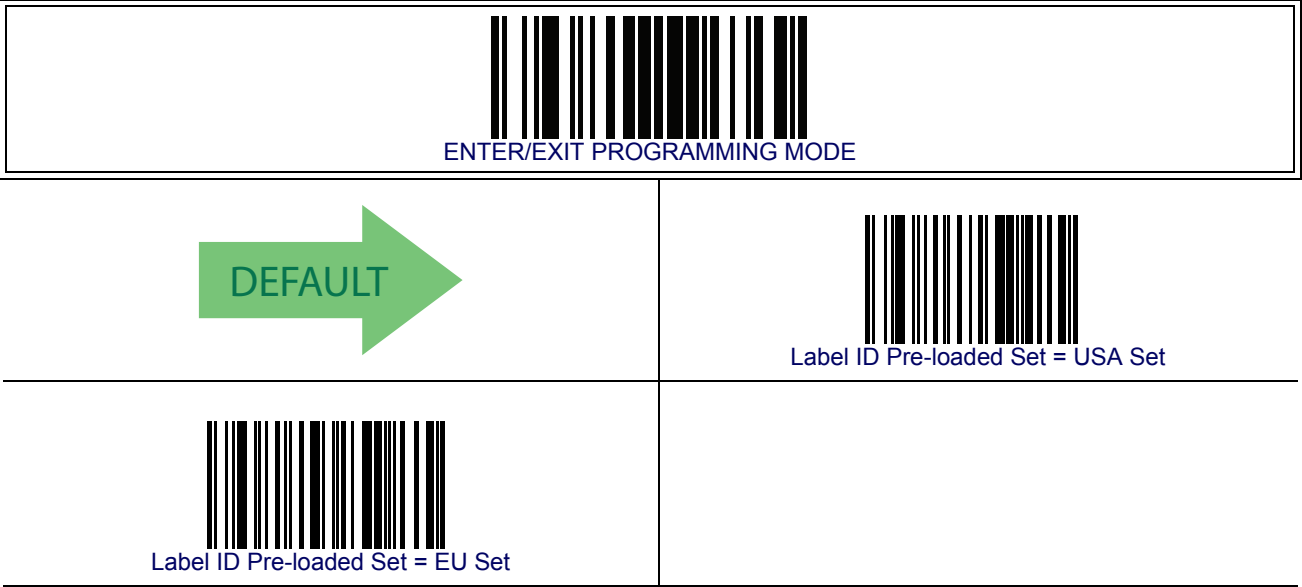 ENTER/EXIT PROGRAMMING MODE
DEFAULT
Label ID Pre-loaded Set = USA Set
Label ID Pre-loaded Set = EU Set